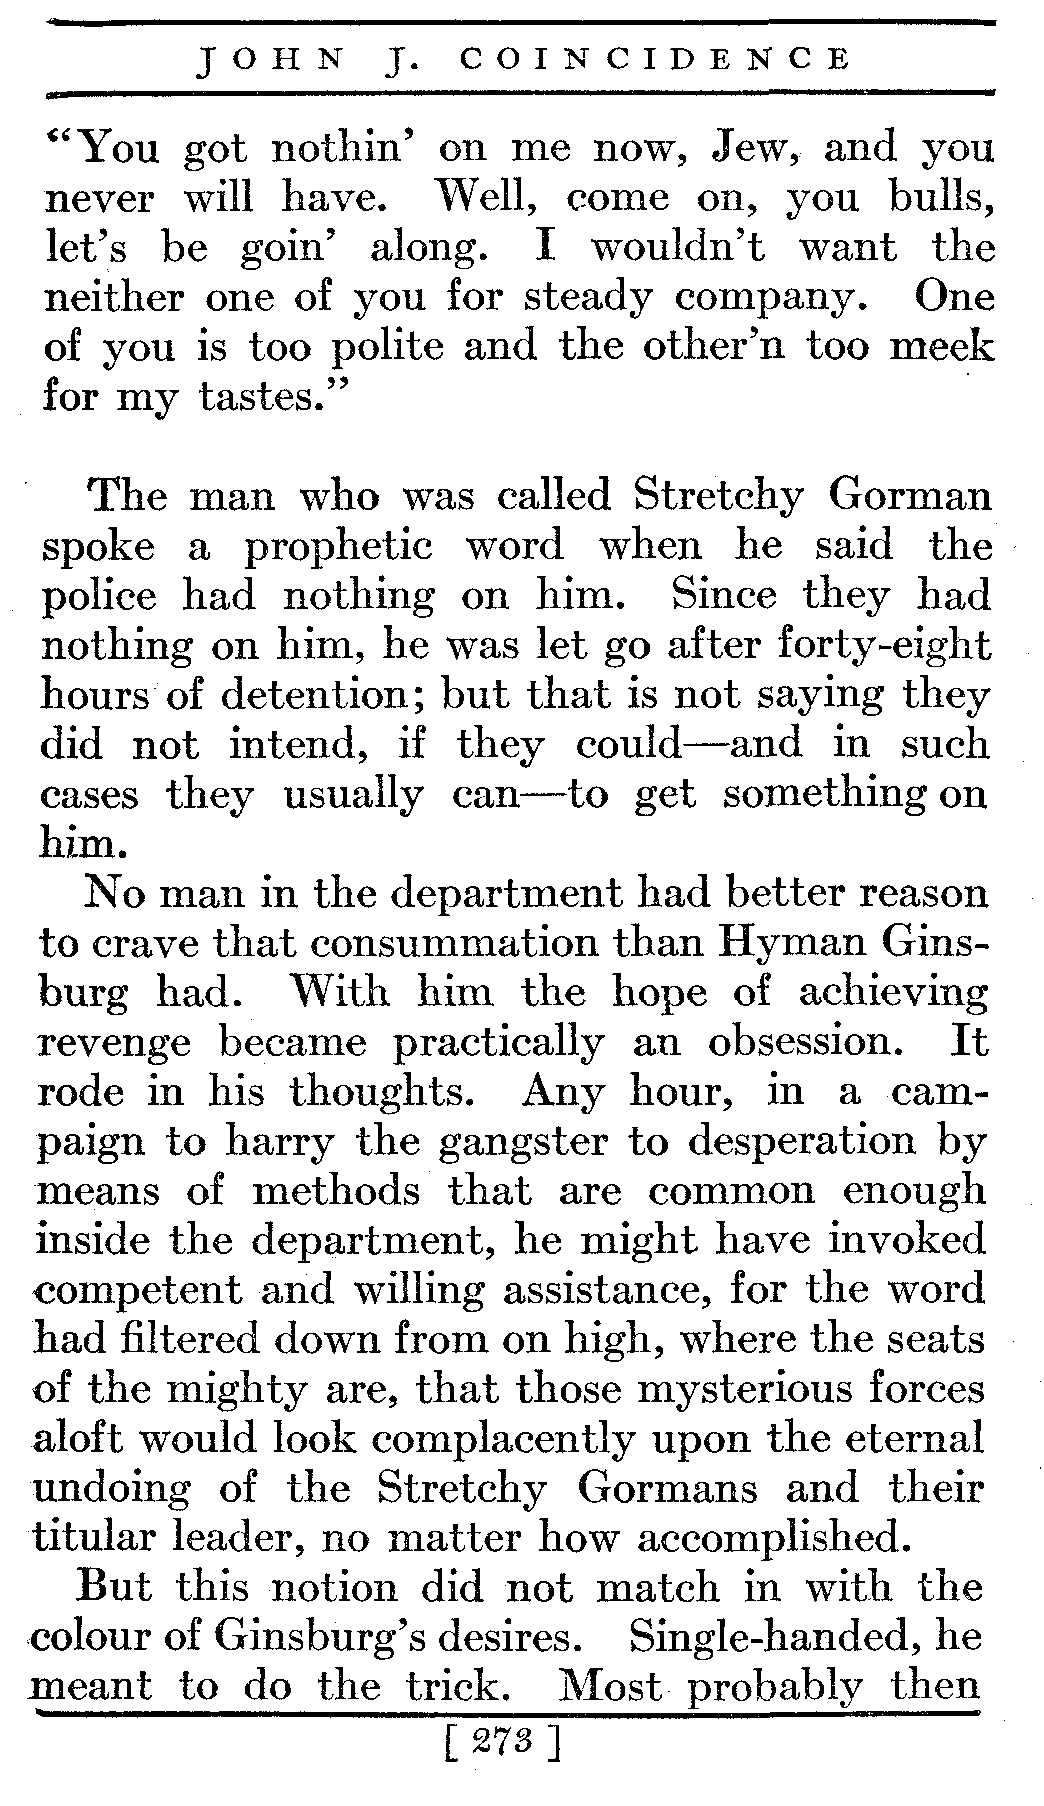 JOHN J. COINCIDENCE
“You got nothin’ on me now, Jew, and you
never will have. Well, come on, you bulls,
let’s be goin’ along. I wouldn’t want the
neither one of you for steady company. One
of you is too polite and the other’n too meek
for my tastes.”
The man who was called Stretchy Gorman
spoke a prophetic word when he said the
police had nothing on him. Since they had
nothing on him, he was let go after forty-eight
hours of detention; but that is not saying they
did not intend, if they could—and in such
cases they usually can—to get something on
him.
No man in the department had better reason
to crave that consummation than Hyman Gins-
burg had. With him the hope of achieving
revenge became practically an obsession. It
rode in his thoughts. Any hour, in a cam-
paign to harry the gangster to desperation by
means of methods that are common enough
inside the department, he might have invoked
competent and willing assistance, for the word
had filtered down from on high, where the seats
of the mighty are, that those mysterious forces
aloft would look complacently upon the eternal
undoing of the Stretchy Gormans and their
titular leader, no matter how accomplished.
But this notion did not match in with the
colour of Ginsburg’s desires. Single-handed, he
meant to do the trick. Most probably then
[ 273 ]